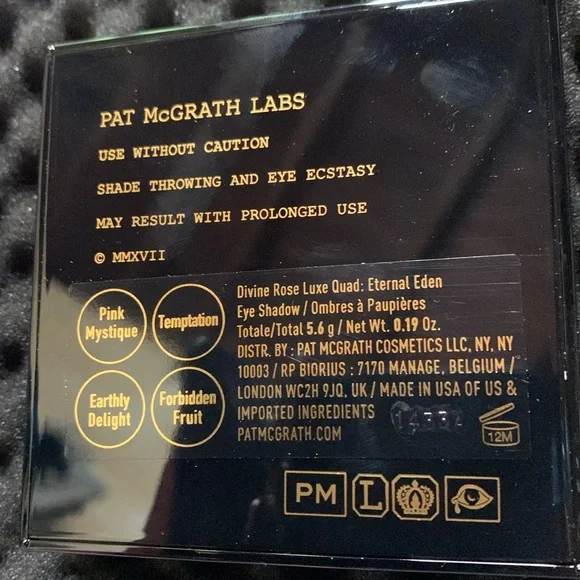 PAT McGRATH LABS
USE WITHOUT CAUTION
SHADE THROWING AND EYE ECSTASY
MAY RESULT WITH PROLONGED USE
© MMXVII
Pink
Mystique
Temptation
Earthly
Delight
Forbidden
Fruit
Divine Rose Luxe Quad: Eternal Eden
Eye Shadow / Ombres à Paupières
Totale/Total 5.6 g / Net Wt. 0.19 Oz.
DISTR. BY : PAT MCGRATH COSMETICS LLC, NY, NY
10003 / RP BIORIUS : 7170 MANAGE, BELGIUM /
LONDON WC2H 9JQ, UK / MADE IN USA OF US &
IMPORTED INGREDIENTS
PATMCGRATH.COM
12M
PM L